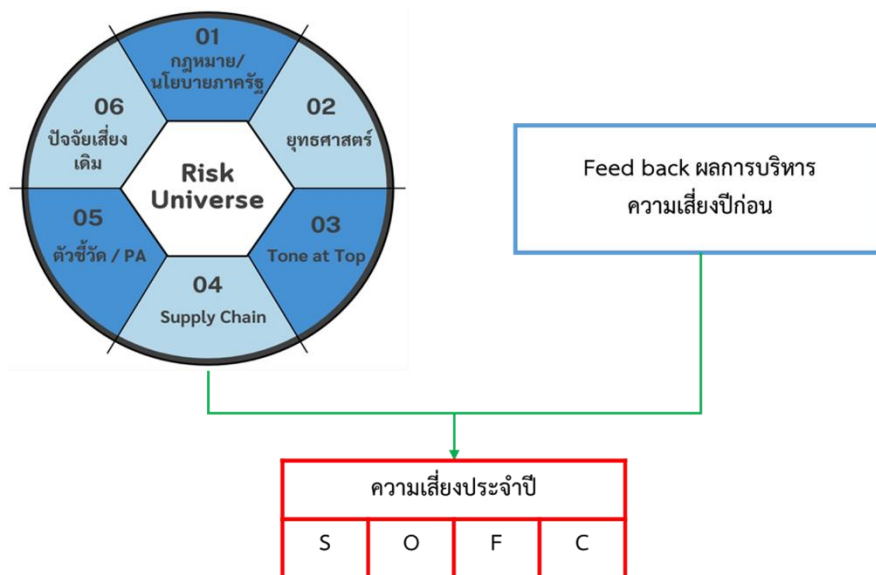 01
กฎหมาย/
นโยบายภาครัฐ
02
ยุทธศาสตร์
03
Tone at Top
04
Supply Chain
05
ตัวชี้วัด / PA
06
ปัจจัยเสี่ยง
เดิม
Risk
Universe
Feed back ผลการบริหาร
ความเสี่ยงปีก่อน
ความเสี่ยงประจำปี
S O F C